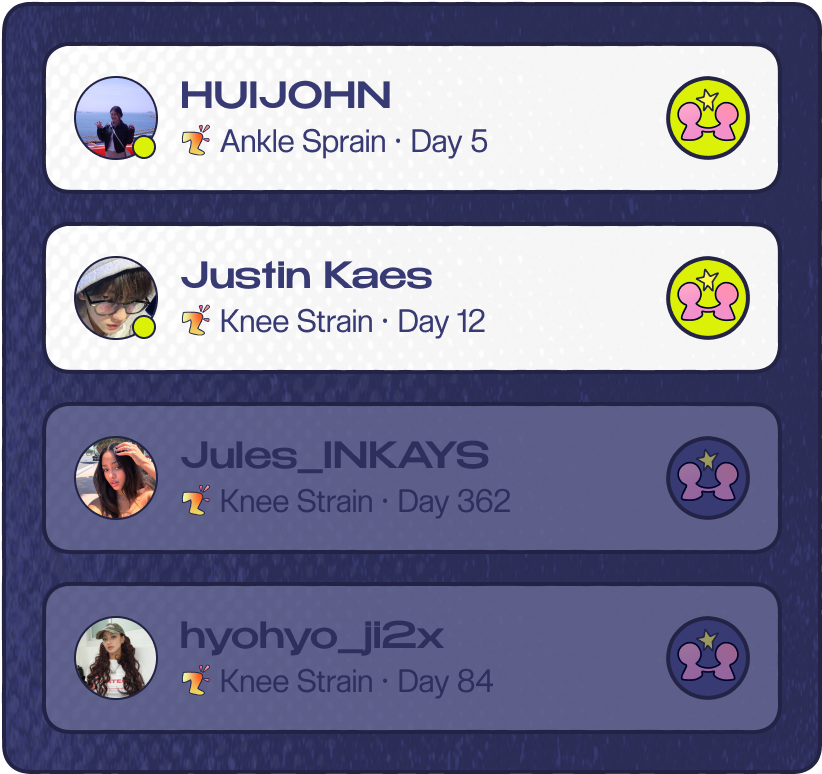 HUIJOHN
Ankle Sprain · Day 5
Justin Kaes
Knee Strain · Day 12
Jules_INKAYS
Knee Strain · Day 362
hyohyo_ji2x
Knee Strain · Day 84